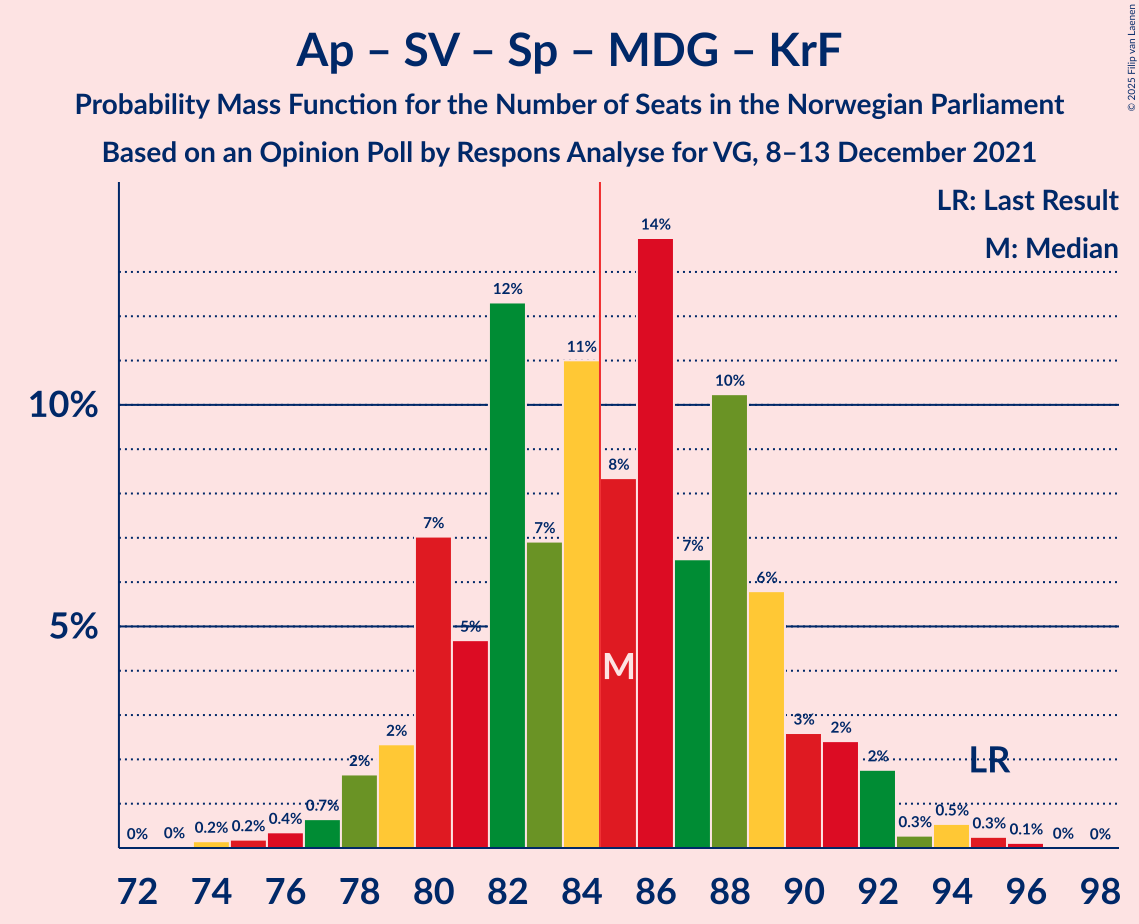 Ap – SV – Sp – MDG – KrF
Probability Mass Function for the Number of Seats in the Norwegian Parliament
Based on an Opinion Poll by Respons Analyse for VG, 8–13 December 2021
© 2025 Filip van Laenen
LR: Last Result
M: Median
10%
5%
0% 0% 0.2% 0.2% 0.4% 0.7% 2% 2% 7% 5% 12% 7% 11% 8% 14% 7% 10% 6% 3% 2% 2% 0.3% 0.5% 0.3% 0.1% 0% 0%
M
LR
72 74 76 78 80 82 84 86 88 90 92 94 96 98